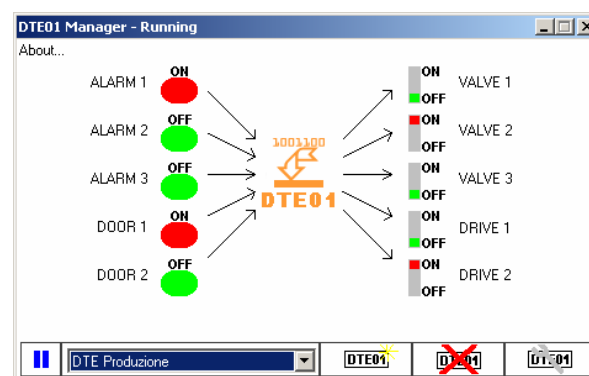 DTE01 Manager - Running
About...
ALARM 1 ON
ALARM 2 OFF
ALARM 3 OFF
DOOR 1 ON
DOOR 2 OFF
1001100
DTE01
ON
OFF VALVE 1
ON
OFF VALVE 2
ON
OFF VALVE 3
ON
OFF DRIVE 1
ON
OFF DRIVE 2
DTE Produzione
DTE01
DTE01
DTE01